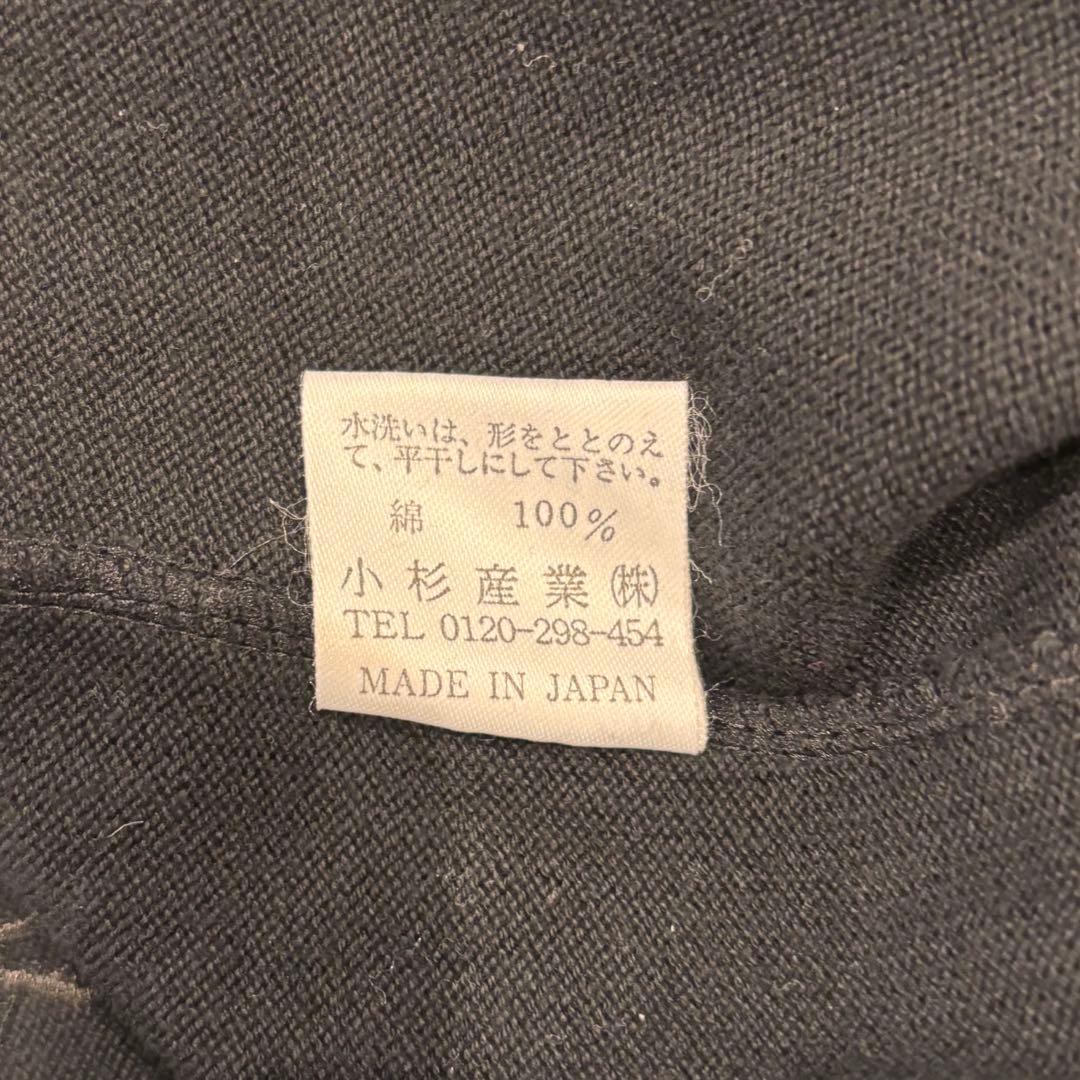 水洗いは、形をととのえ
て、平干しにして下さい。
綿 100%
小杉産業㈱
TEL 0120-298-454
MADE IN JAPAN